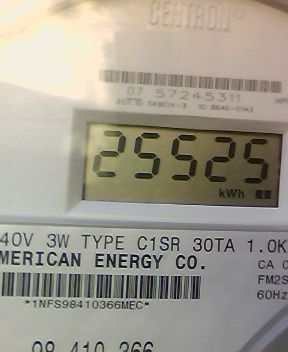 CENTRON®
07 57245311
25525
kWh
40V 3W TYPE C1SR 30TA 1.0K
MERICAN ENERGY CO.
CA 0
FM2S
60Hz
*1NFS98410366MEC*
98 410 366